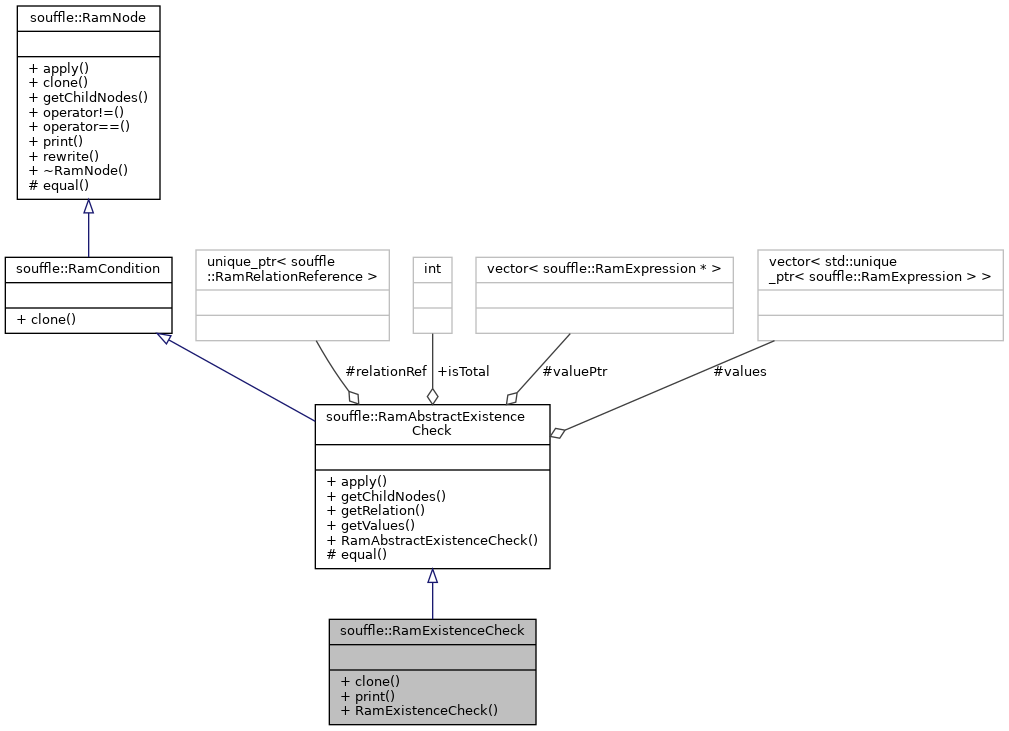 souffle::RamNode
+ apply()
+ clone()
+ getChildNodes()
+ operator!=()
+ operator==()
+ print()
+ rewrite()
+ ~RamNode()
# equal()
souffle::RamCondition
+ clone()
unique_ptr< souffle
::RamRelationReference >
int
vector< souffle::RamExpression * >
vector< std::unique
_ptr< souffle::RamExpression > >
#relationRef
+isTotal
#valuePtr
#values
souffle::RamAbstractExistence
Check
+ apply()
+ getChildNodes()
+ getRelation()
+ getValues()
+ RamAbstractExistenceCheck()
# equal()
souffle::RamExistenceCheck
+ clone()
+ print()
+ RamExistenceCheck()